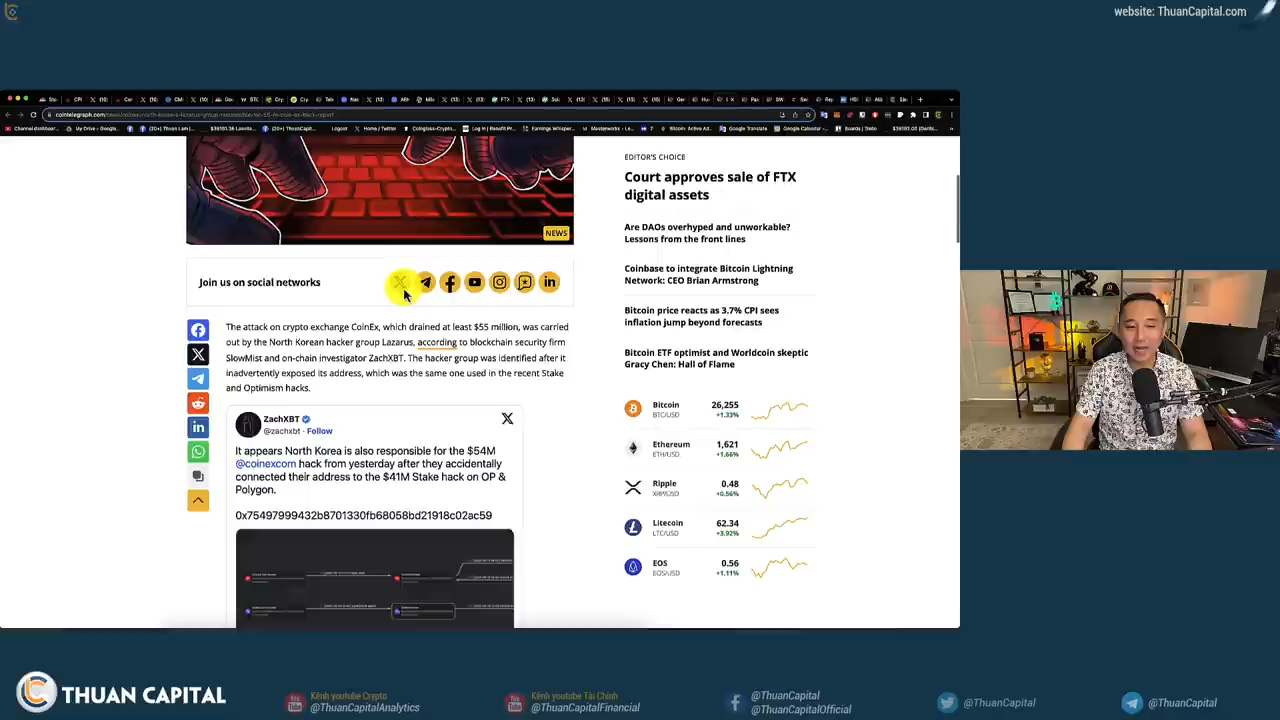 website: ThuanCapital.com
EDITOR'S CHOICE
Court approves sale of FTX
digital assets
Are DAOs overhyped and unworkable?
Lessons from the front lines
Coinbase to integrate Bitcoin Lightning
Network: CEO Brian Armstrong
Bitcoin price reacts as 3.7% CPI sees
inflation jump beyond forecasts
Bitcoin ETF optimist and Worldcoin skeptic
Gracy Chen: Hall of Flame
Bitcoin 26,255
BTC/USD +1.33%
Ethereum 1,621
ETH/USD +1.66%
Ripple 0.48
XRP/USD +0.56%
Litecoin 62.34
LTC/USD +3.92%
EOS 0.56
EOS/USD +1.11%
NEWS
Join us on social networks
The attack on crypto exchange CoinEx, which drained at least $55 million, was carried
out by the North Korean hacker group Lazarus, according to blockchain security firm
SlowMist and on-chain investigator ZachXBT. The hacker group was identified after it
inadvertently exposed its address, which was the same one used in the recent Stake
and Optimism hacks.
ZachXBT
@zachxbt · Follow
It appears North Korea is also responsible for the $54M
@coinexcom hack from yesterday after they accidentally
connected their address to the $41M Stake hack on OP &
Polygon.
0x75497999432b8701330fb68058bd21918c02ac59
THUAN CAPITAL
Kênh youtube Crypto
@ThuanCapitalAnalytics
Kênh youtube Tài Chính
@ThuanCapitalFinancial
@ThuanCapital
@ThuanCapitalOfficial
@ThuanCapital
@ThuanCapital